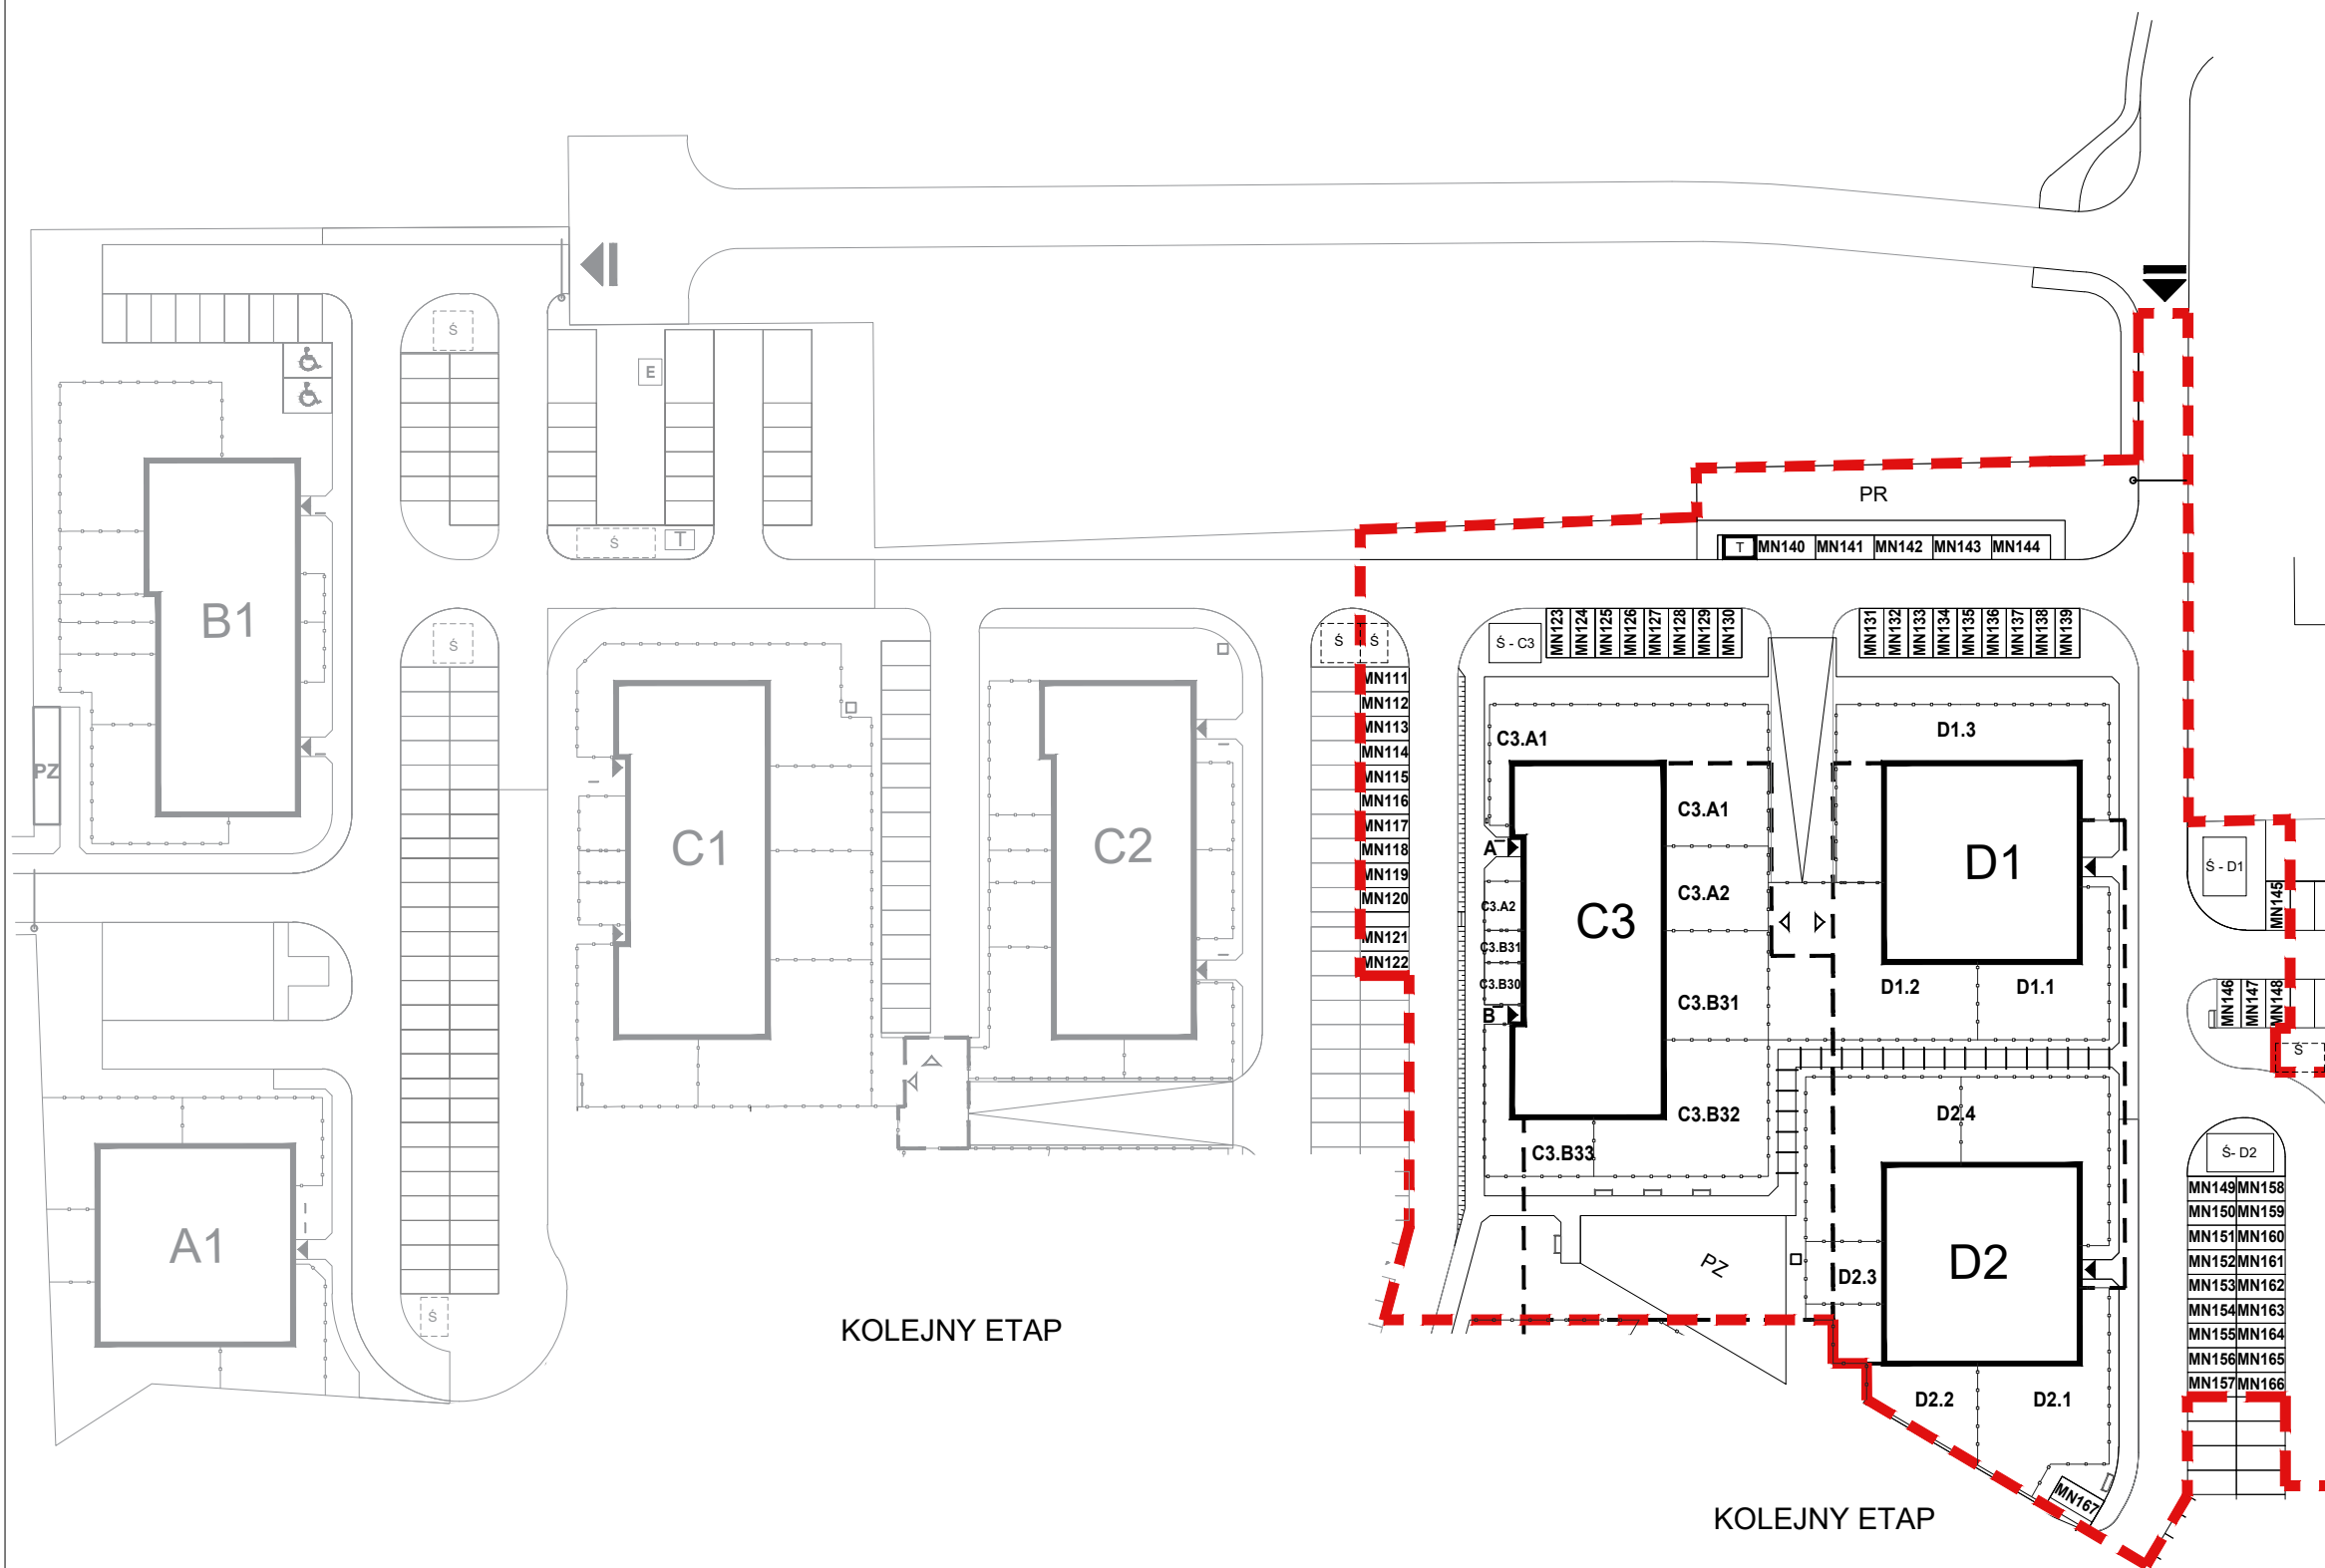 Ś
E
PR
Ś
T
T MN140 MN141 MN142 MN143 MN144
B1
Ś
Ś
Ś
Ś - C3
MN123
MN124
MN125
MN126
MN127
MN128
MN129
MN130
MN131
MN132
MN133
MN134
MN135
MN136
MN137
MN138
MN139
MN111
MN112
MN113
MN114
MN115
MN116
MN117
MN118
MN119
MN120
MN121
MN122
PZ
C1
C2
C3.A1
D1.3
C3.A1
A
C3.A2
C3.A2
C3
D1
C3.B31
C3.B30
B
C3.B31
D1.2
D1.1
Ś - D1
MN145
MN146
MN147
MN148
Ś
C3.B32
C3.B33
D2.4
A1
Ś
PZ
D2.3
D2
D2.2
D2.1
Ś- D2
MN149 MN158
MN150 MN159
MN151 MN160
MN152 MN161
MN153 MN162
MN154 MN163
MN155 MN164
MN156 MN165
MN157 MN166
MN167
KOLEJNY ETAP
KOLEJNY ETAP